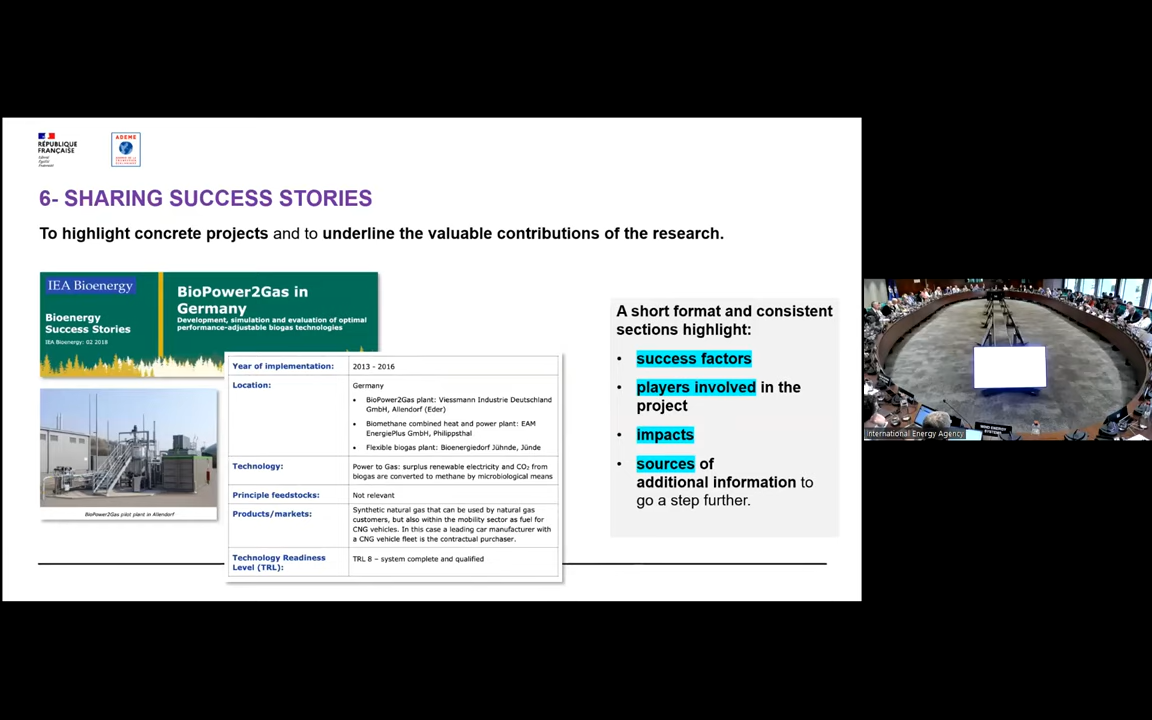 RÉPUBLIQUE
FRANÇAISE
ADEME
6- SHARING SUCCESS STORIES
To highlight concrete projects and to underline the valuable contributions of the research.
IEA Bioenergy
Bioenergy
Success Stories
IEA Bioenergy: 02 2018
BioPower2Gas in
Germany
Development, simulation and evaluation of optimal
performance-adjustable biogas technologies
BioPower2Gas pilot plant in Allendorf
Year of implementation: 2013 - 2016
Location: Germany
• BioPower2Gas plant: Viessmann Industrie Deutschland
GmbH, Allendorf (Eder)
• Biomethane combined heat and power plant: EAM
EnergiePlus GmbH, Philippsthal
• Flexible biogas plant: Bioenergiedorf Jühnde, Jünde
Technology: Power to Gas: surplus renewable electricity and CO₂ from
biogas are converted to methane by microbiological means
Principle feedstocks: Not relevant
Products/markets: Synthetic natural gas that can be used by natural gas
customers, but also within the mobility sector as fuel for
CNG vehicles. In this case a leading car manufacturer with
a CNG vehicle fleet is the contractual purchaser.
Technology Readiness
Level (TRL): TRL 8 – system complete and qualified
A short format and consistent
sections highlight:
• success factors
• players involved in the
project
• impacts
• sources of
additional information to
go a step further.
WIND ENERGY
SYSTEMS
International Energy Agency